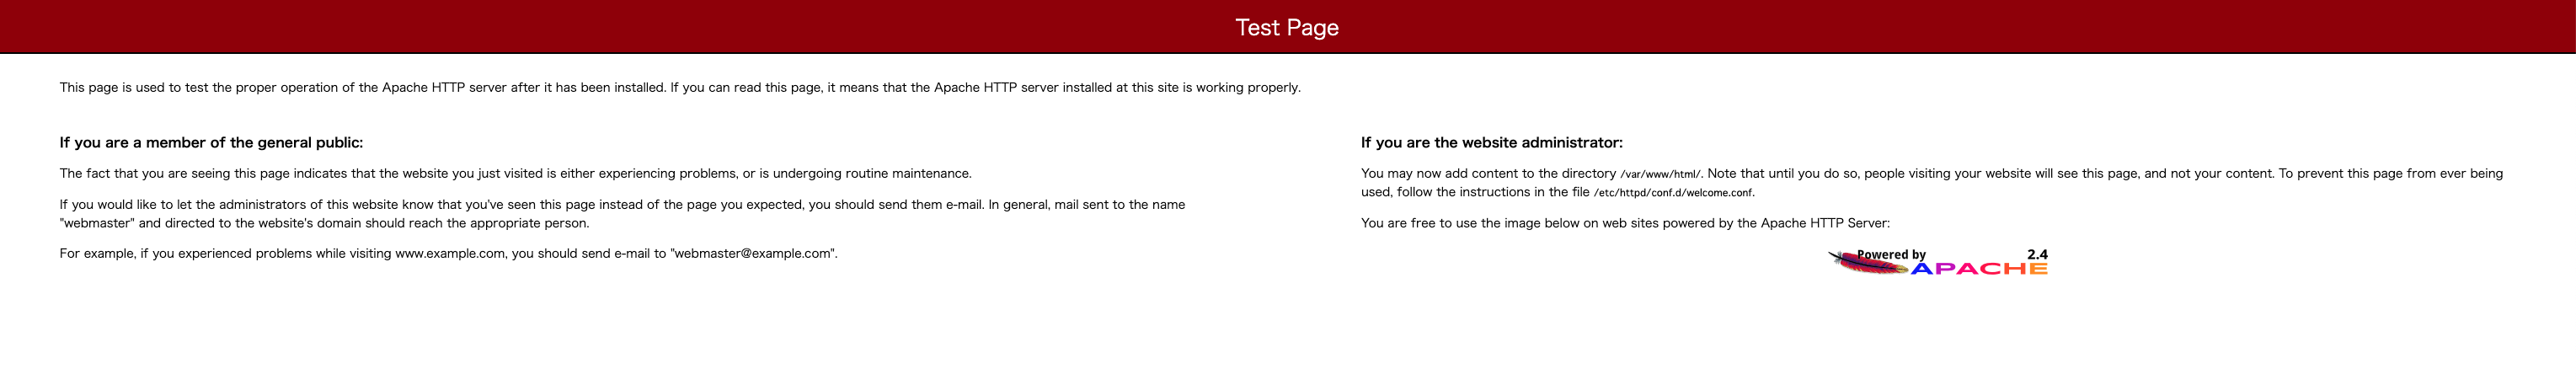 Test Page
This page is used to test the proper operation of the Apache HTTP server after it has been installed. If you can read this page, it means that the Apache HTTP server installed at this site is working properly.
If you are a member of the general public:
The fact that you are seeing this page indicates that the website you just visited is either experiencing problems, or is undergoing routine maintenance.
If you would like to let the administrators of this website know that you've seen this page instead of the page you expected, you should send them e-mail. In general, mail sent to the name
"webmaster" and directed to the website's domain should reach the appropriate person.
For example, if you experienced problems while visiting www.example.com, you should send e-mail to "webmaster@example.com".
If you are the website administrator:
You may now add content to the directory /var/www/html/. Note that until you do so, people visiting your website will see this page, and not your content. To prevent this page from ever being
used, follow the instructions in the file /etc/httpd/conf.d/welcome.conf.
You are free to use the image below on web sites powered by the Apache HTTP Server:
Powered by 2.4
APACHE